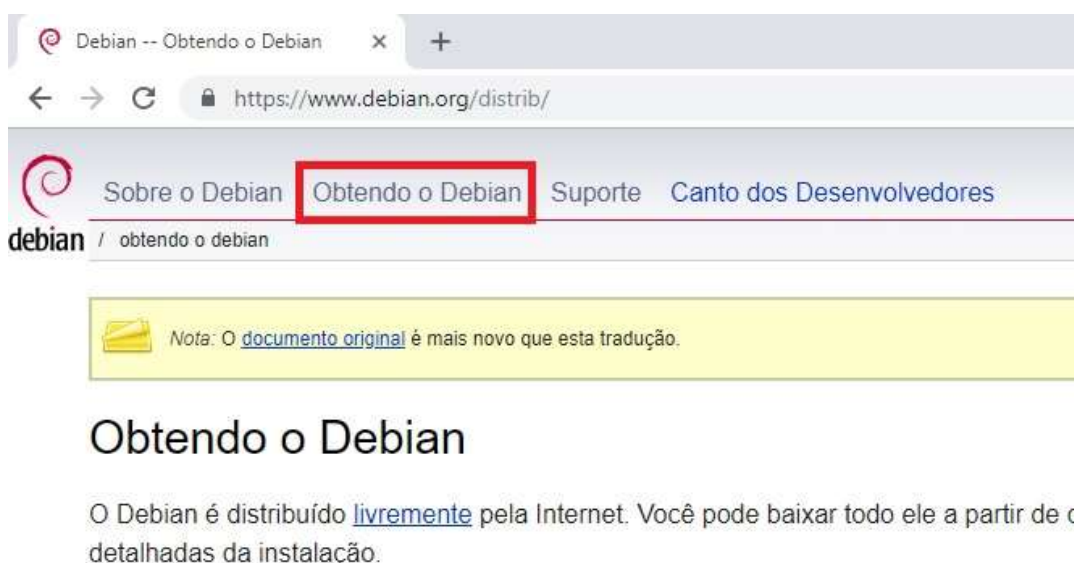 Debian -- Obtendo o Debian
https://www.debian.org/distrib/
Sobre o Debian Obtendo o Debian Suporte Canto dos Desenvolvedores
debian / obtendo o debian
Nota: O documento original é mais novo que esta tradução.
Obtendo o Debian
O Debian é distribuído livremente pela Internet. Você pode baixar todo ele a partir de
detalhadas da instalação.